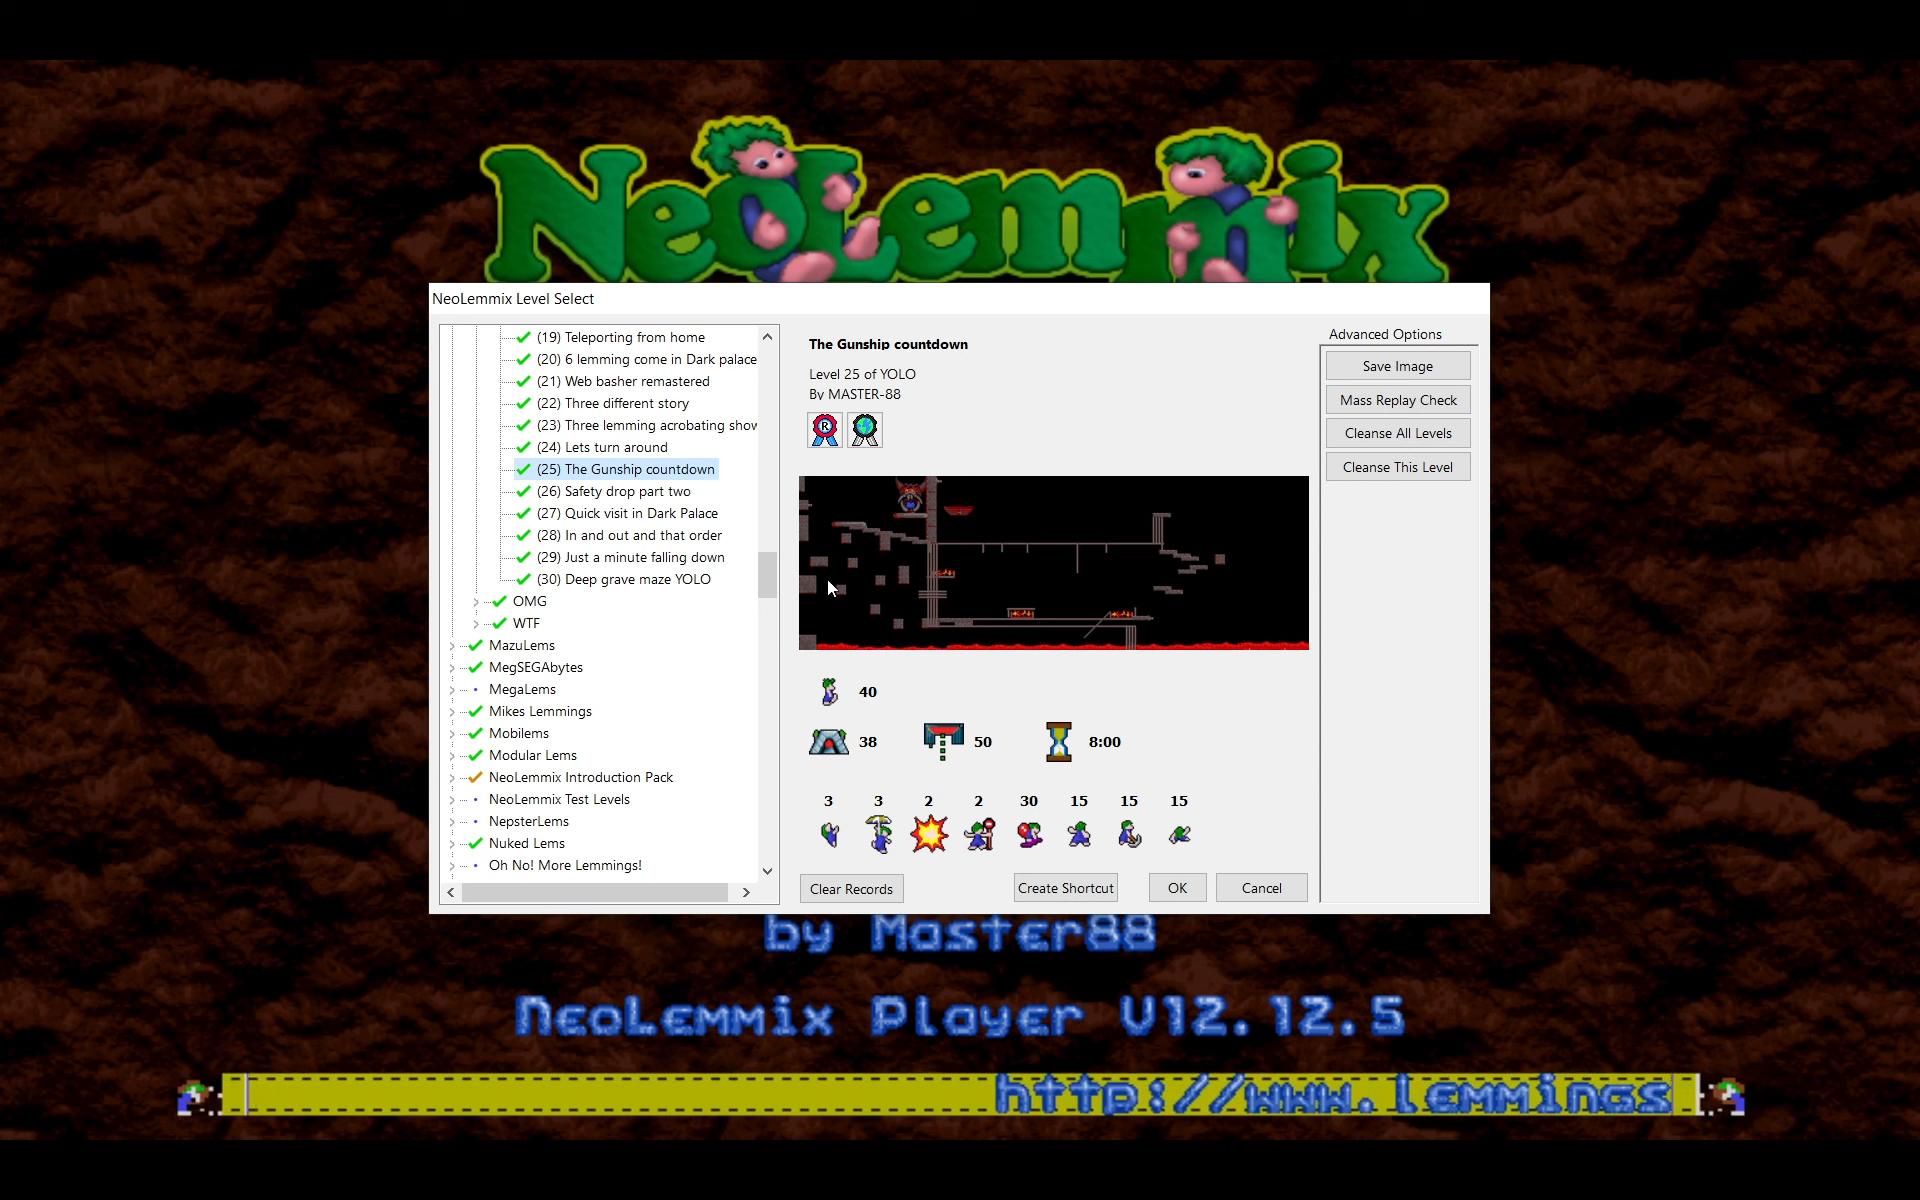 NeoLemmix
NeoLemmix Level Select
(19) Teleporting from home
(20) 6 lemming come in Dark palace
(21) Web basher remastered
(22) Three different story
(23) Three lemming acrobating show
(24) Lets turn around
(25) The Gunship countdown
(26) Safety drop part two
(27) Quick visit in Dark Palace
(28) In and out and that order
(29) Just a minute falling down
(30) Deep grave maze YOLO
OMG
WTF
MazuLems
MegSEGAbytes
MegaLems
Mikes Lemmings
Mobilems
Modular Lems
NeoLemmix Introduction Pack
NeoLemmix Test Levels
NepsterLems
Nuked Lems
Oh No! More Lemmings!
The Gunship countdown
Level 25 of YOLO
By MASTER-88
R
40
38 50 8:00
3 3 2 2 30 15 15 15
Clear Records Create Shortcut OK Cancel
Advanced Options
Save Image
Mass Replay Check
Cleanse All Levels
Cleanse This Level
by Master88
NeoLemmix Player V12.12.5
http://www.lemmings